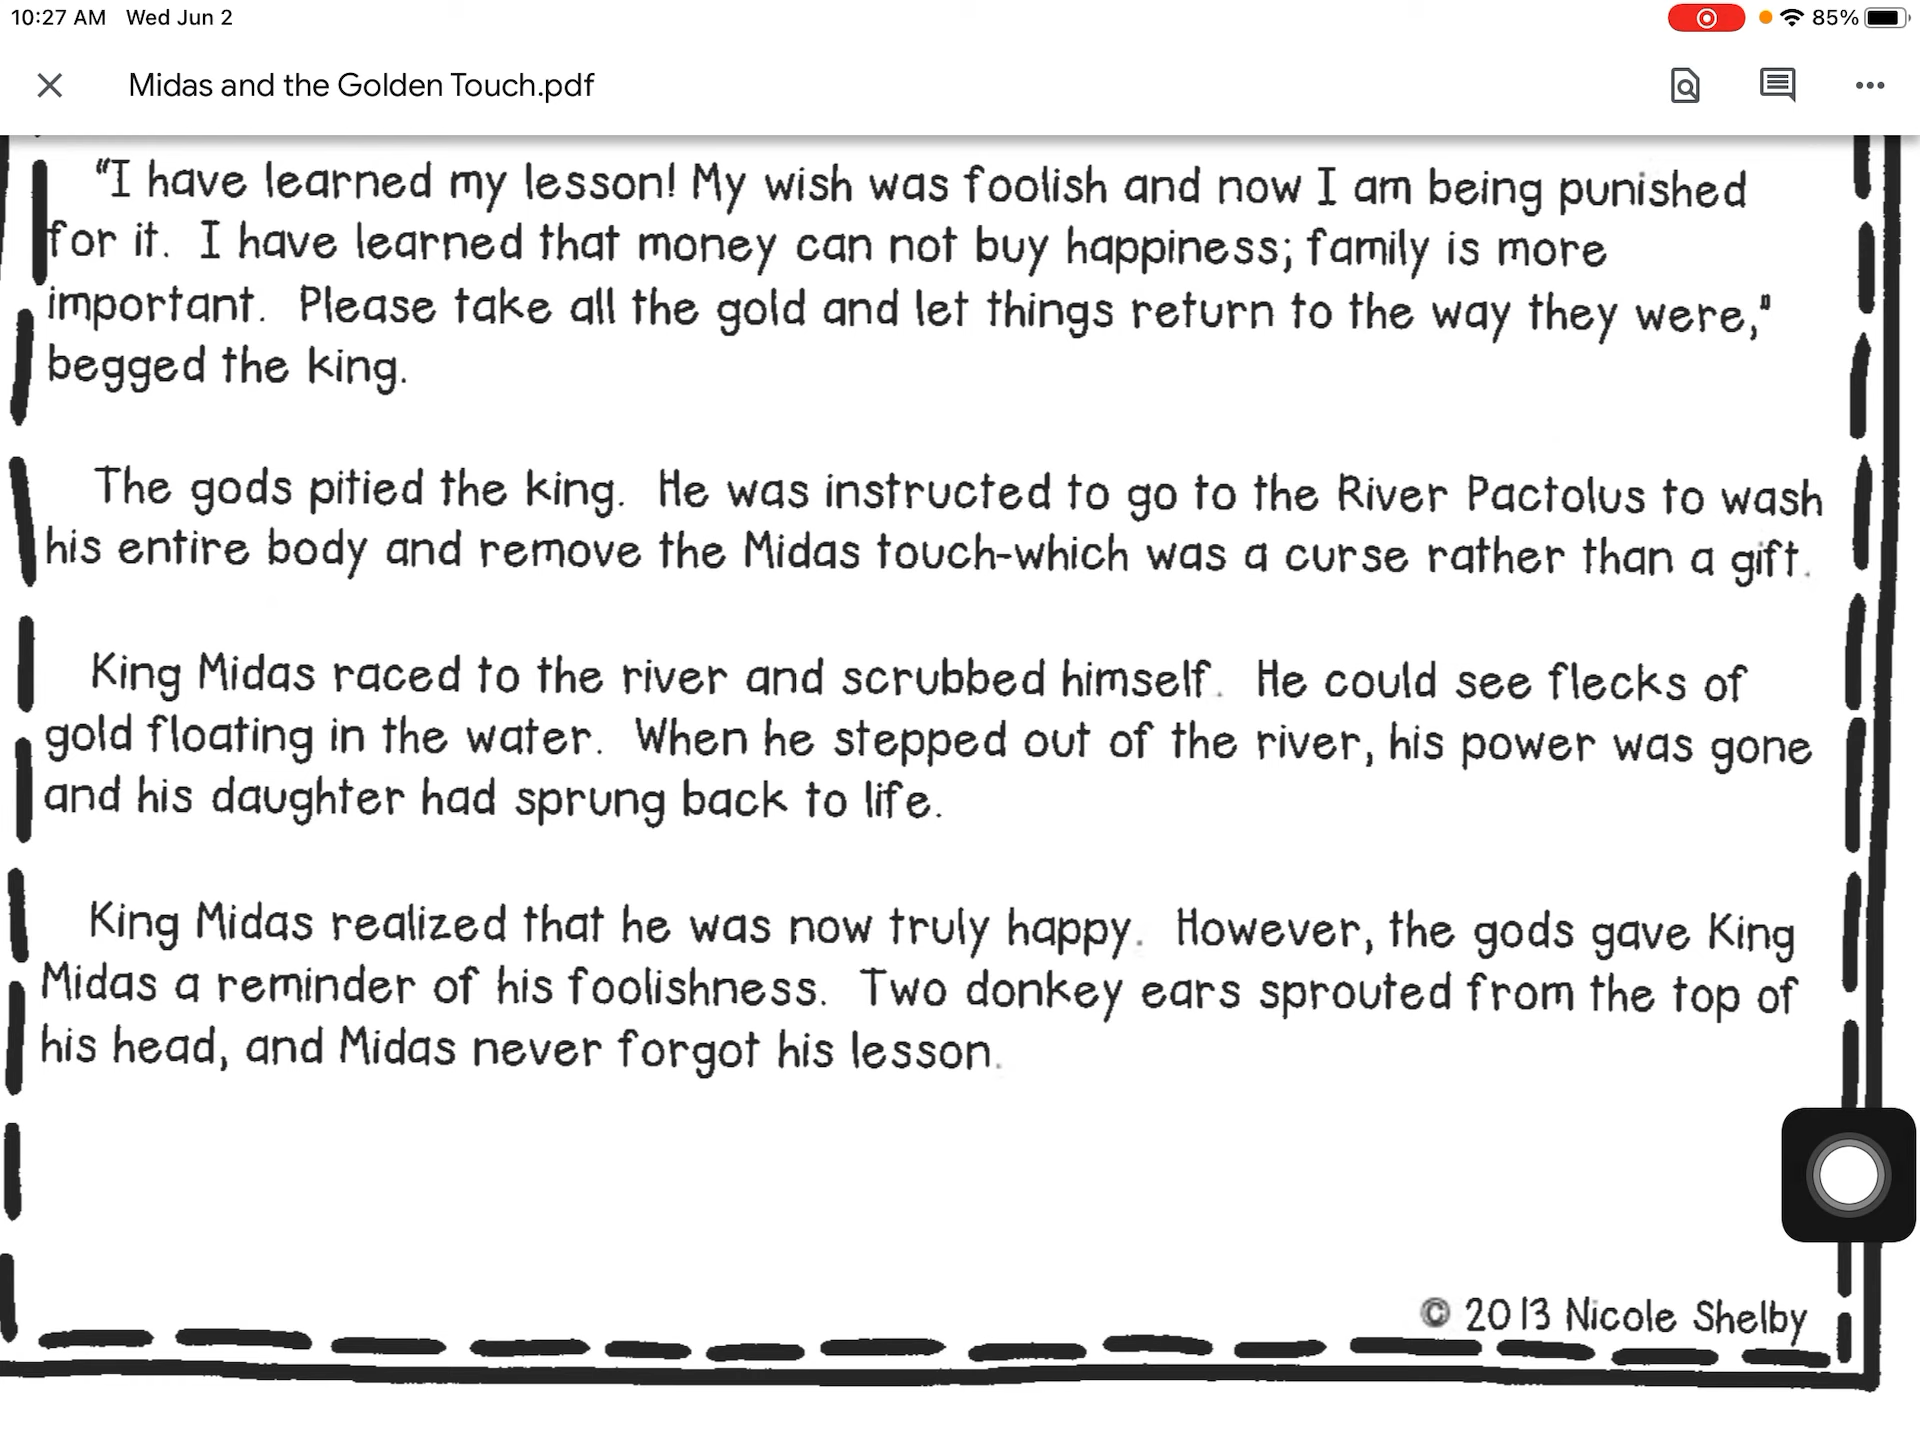 10:27 AM Wed Jun 2
85%
Midas and the Golden Touch.pdf
"I have learned my lesson! My wish was foolish and now I am being punished
for it. I have learned that money can not buy happiness; family is more
important. Please take all the gold and let things return to the way they were,"
begged the king.
The gods pitied the king. He was instructed to go to the River Pactolus to wash
his entire body and remove the Midas touch-which was a curse rather than a gift.
King Midas raced to the river and scrubbed himself. He could see flecks of
gold floating in the water. When he stepped out of the river, his power was gone
and his daughter had sprung back to life.
King Midas realized that he was now truly happy. However, the gods gave King
Midas a reminder of his foolishness. Two donkey ears sprouted from the top of
his head, and Midas never forgot his lesson.
© 2013 Nicole Shelby